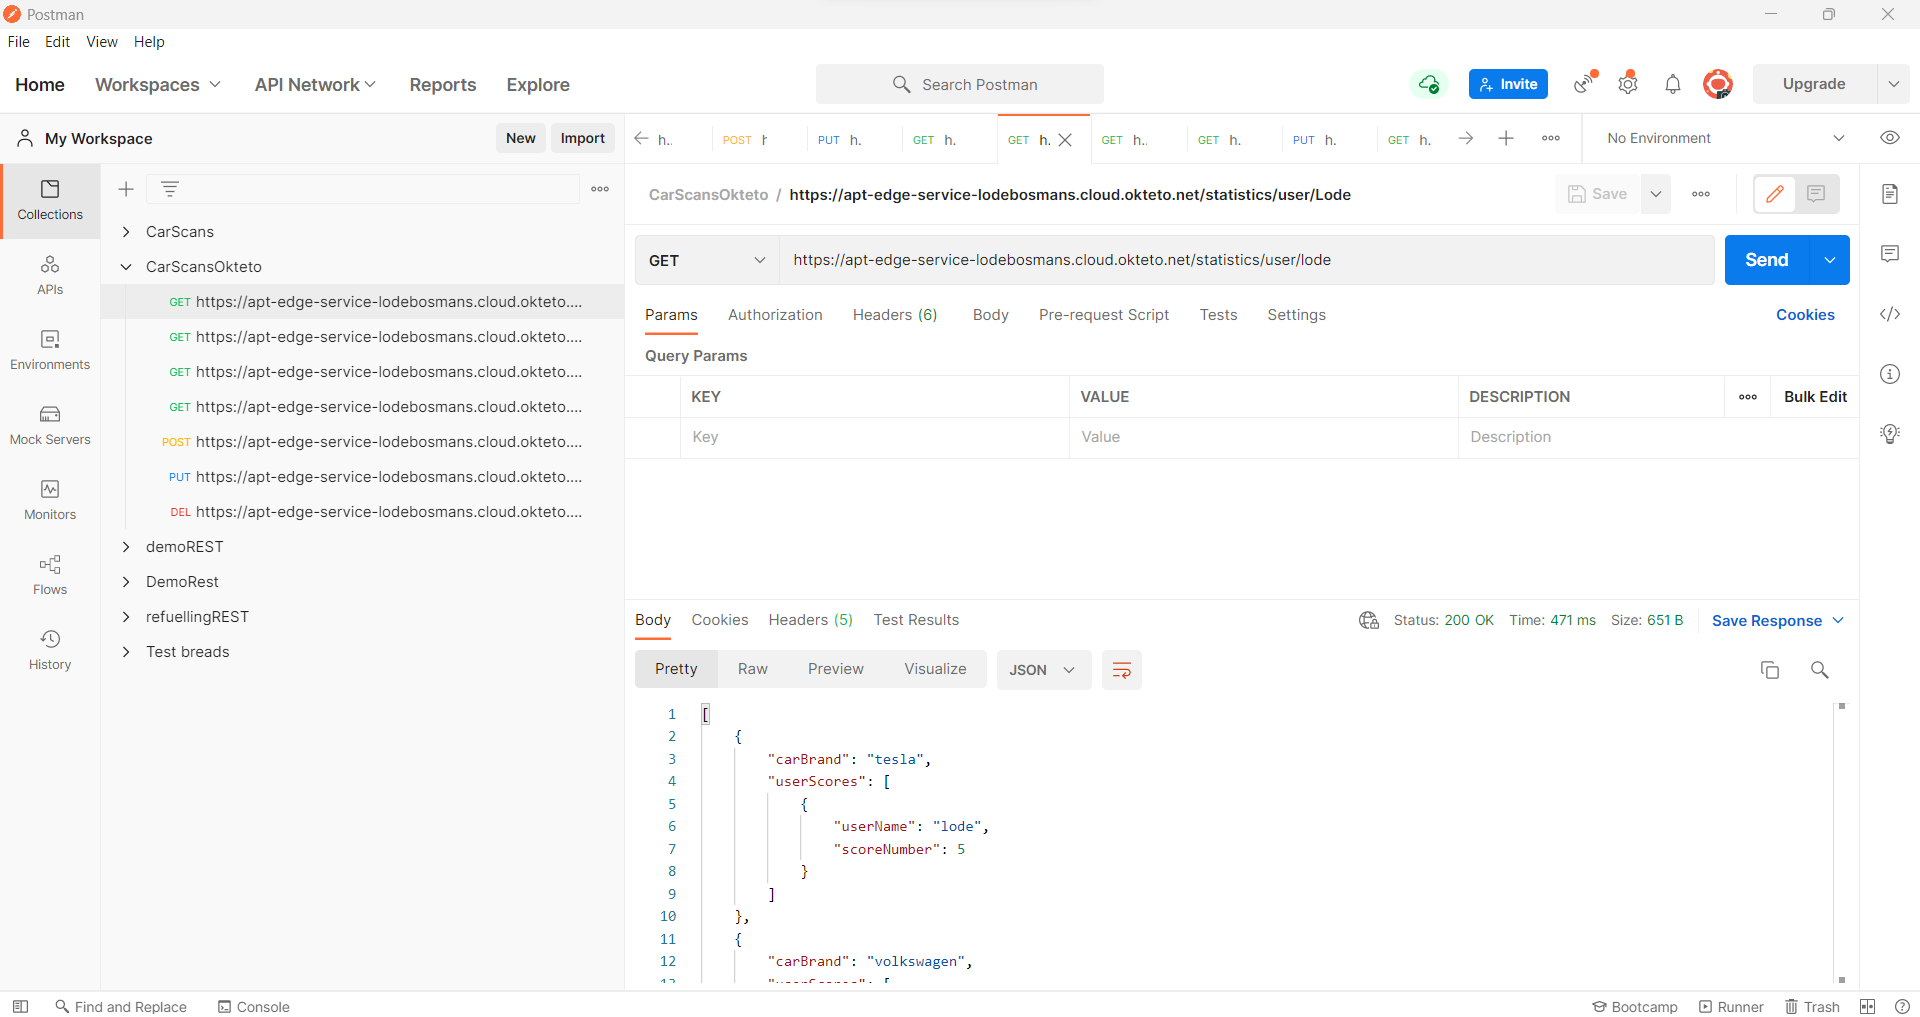 Postman
File Edit View Help
Home Workspaces API Network Reports Explore Search Postman Invite Upgrade
My Workspace New Import
h.. POST PUT h. GET h. GET h. GET h.. GET h. PUT h. GET h. No Environment
Collections
APIs
Environments
Mock Servers
Monitors
Flows
History
CarScans
CarScansOkteto
GET https://apt-edge-service-lodebosmans.cloud.okteto....
GET https://apt-edge-service-lodebosmans.cloud.okteto....
GET https://apt-edge-service-lodebosmans.cloud.okteto....
GET https://apt-edge-service-lodebosmans.cloud.okteto....
POST https://apt-edge-service-lodebosmans.cloud.okteto....
PUT https://apt-edge-service-lodebosmans.cloud.okteto....
DEL https://apt-edge-service-lodebosmans.cloud.okteto....
demoREST
DemoRest
refuellingREST
Test breads
CarScansOkteto / https://apt-edge-service-lodebosmans.cloud.okteto.net/statistics/user/Lode Save
GET https://apt-edge-service-lodebosmans.cloud.okteto.net/statistics/user/lode Send
Params Authorization Headers (6) Body Pre-request Script Tests Settings Cookies
Query Params
KEY VALUE DESCRIPTION Bulk Edit
Key Value Description
Body Cookies Headers (5) Test Results Status: 200 OK Time: 471 ms Size: 651 B Save Response
Pretty Raw Preview Visualize JSON
1 [
2 {
3 "carBrand": "tesla",
4 "userScores": [
5 {
6 "userName": "lode",
7 "scoreNumber": 5
8 }
9 ]
10 },
11 {
12 "carBrand": "volkswagen",
Find and Replace Console Bootcamp Runner Trash